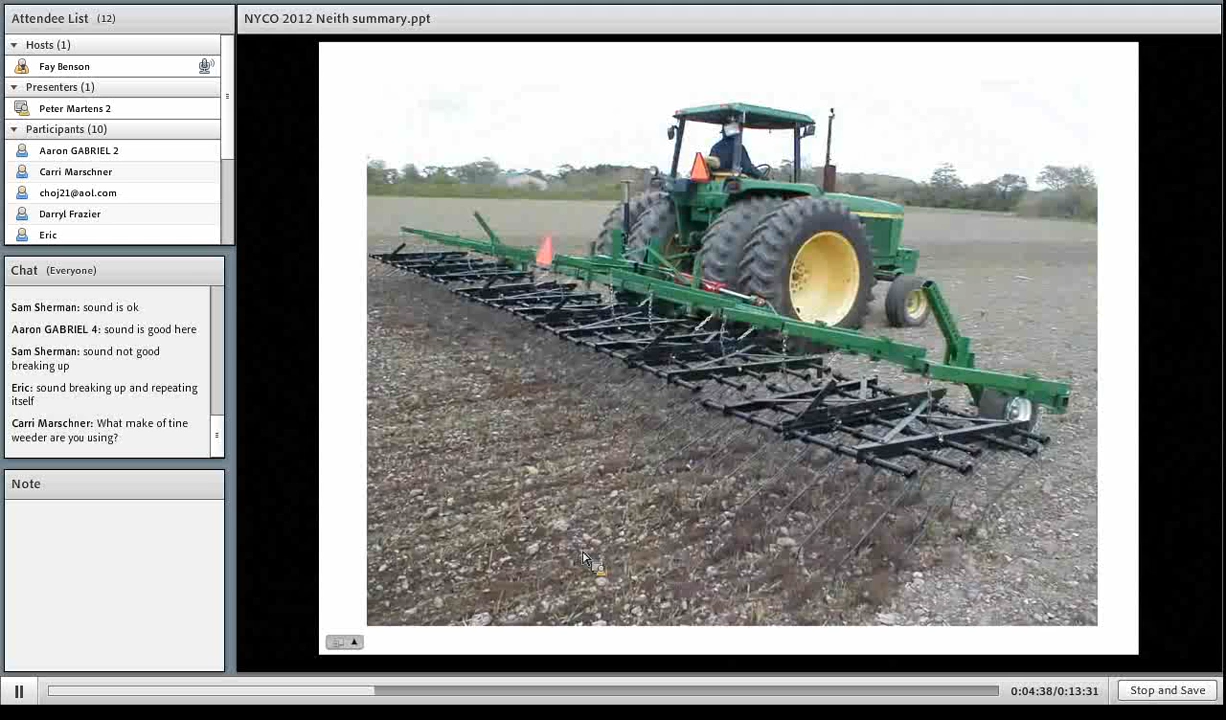 Attendee List (12)
Hosts (1)
Fay Benson
Presenters (1)
Peter Martens 2
Participants (10)
Aaron GABRIEL 2
Carri Marschner
choj21@aol.com
Darryl Frazier
Eric
Chat (Everyone)
Sam Sherman: sound is ok
Aaron GABRIEL 4: sound is good here
Sam Sherman: sound not good
breaking up
Eric: sound breaking up and repeating
itself
Carri Marschner: What make of tine
weeder are you using?
Note
NYCO 2012 Neith summary.ppt
0:04:38/0:13:31
Stop and Save